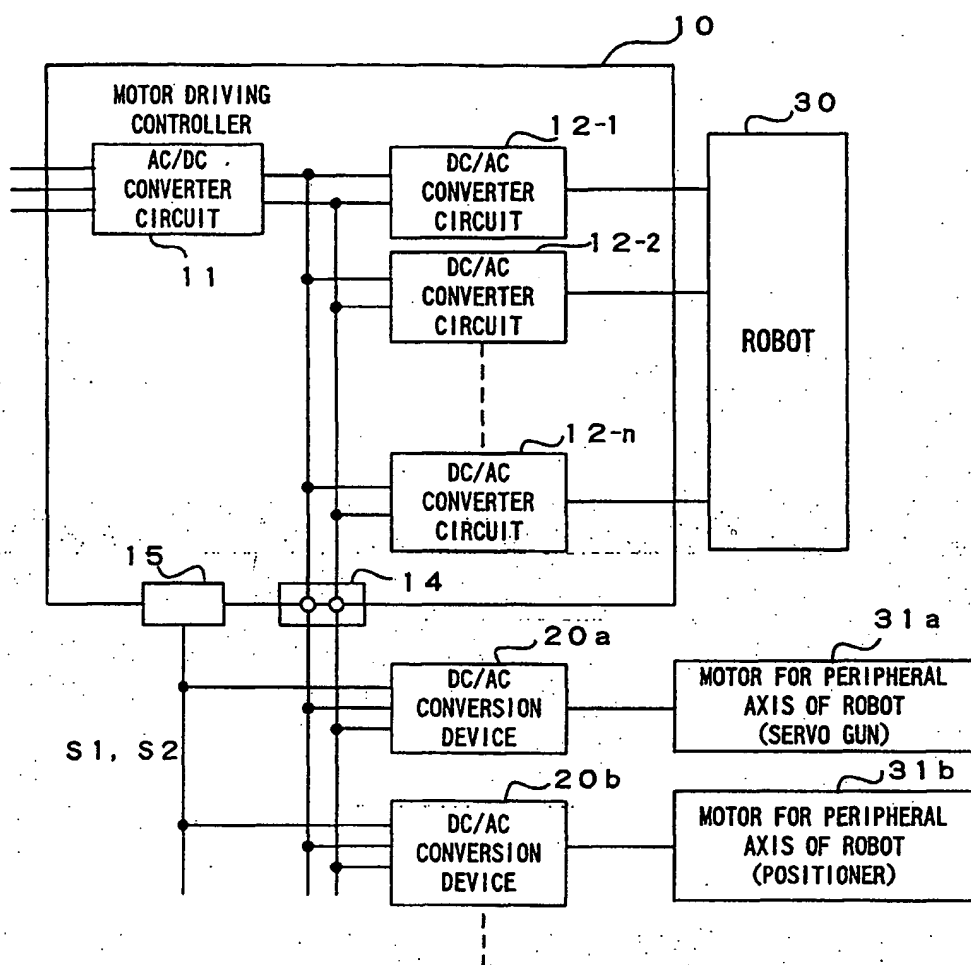 10
MOTOR DRIVING
CONTROLLER
30
12-1
AC/DC
CONVERTER
CIRCUIT
DC/AC
CONVERTER
CIRCUIT
11
12-2
DC/AC
CONVERTER
CIRCUIT
ROBOT
12-n
DC/AC
CONVERTER
CIRCUIT
15
14
20a
31a
DC/AC
CONVERSION
DEVICE
MOTOR FOR PERIPHERAL
AXIS OF ROBOT
(SERVO GUN)
S1, S2
20b
31b
DC/AC
CONVERSION
DEVICE
MOTOR FOR PERIPHERAL
AXIS OF ROBOT
(POSITIONER)